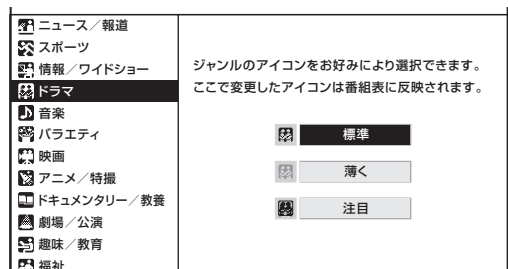 ニュース／報道
スポーツ
情報／ワイドショー
ドラマ
音楽
バラエティ
映画
アニメ／特撮
ドキュメンタリー／教養
劇場／公演
趣味／教育
福祉
ジャンルのアイコンをお好みにより選択できます。
ここで変更したアイコンは番組表に反映されます。
標準
薄く
注目